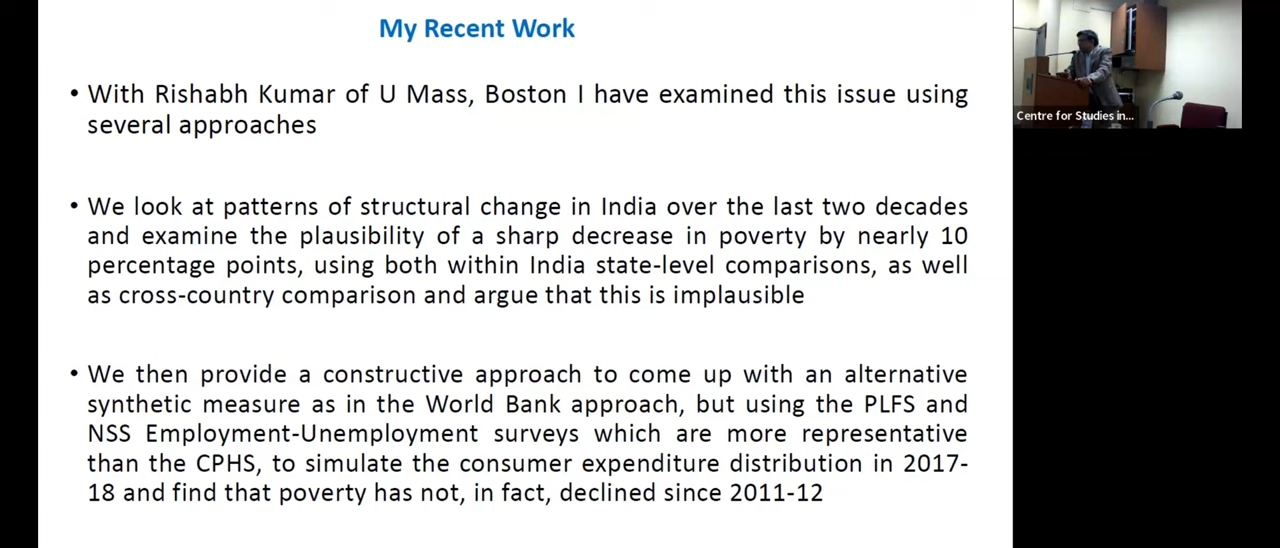 My Recent Work
• With Rishabh Kumar of U Mass, Boston I have examined this issue using
several approaches
• We look at patterns of structural change in India over the last two decades
and examine the plausibility of a sharp decrease in poverty by nearly 10
percentage points, using both within India state-level comparisons, as well
as cross-country comparison and argue that this is implausible
• We then provide a constructive approach to come up with an alternative
synthetic measure as in the World Bank approach, but using the PLFS and
NSS Employment-Unemployment surveys which are more representative
than the CPHS, to simulate the consumer expenditure distribution in 2017-
18 and find that poverty has not, in fact, declined since 2011-12
Centre for Studies in...